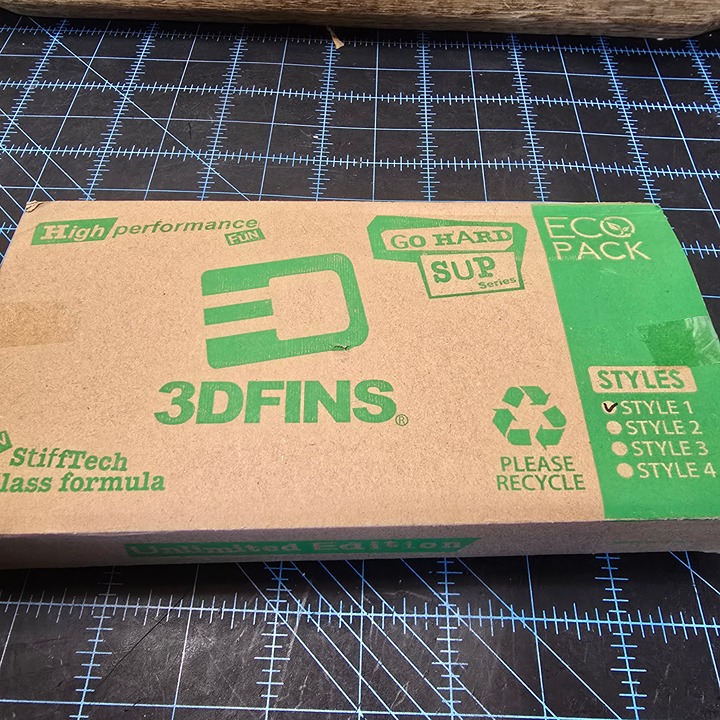 High performance
FUN
GO HARD
SUP
Series
ECO
PACK
3DFINS®
STYLES
STYLE 1
STYLE 2
STYLE 3
STYLE 4
StiffTech
lass formula
PLEASE
RECYCLE
Unlimited Edition